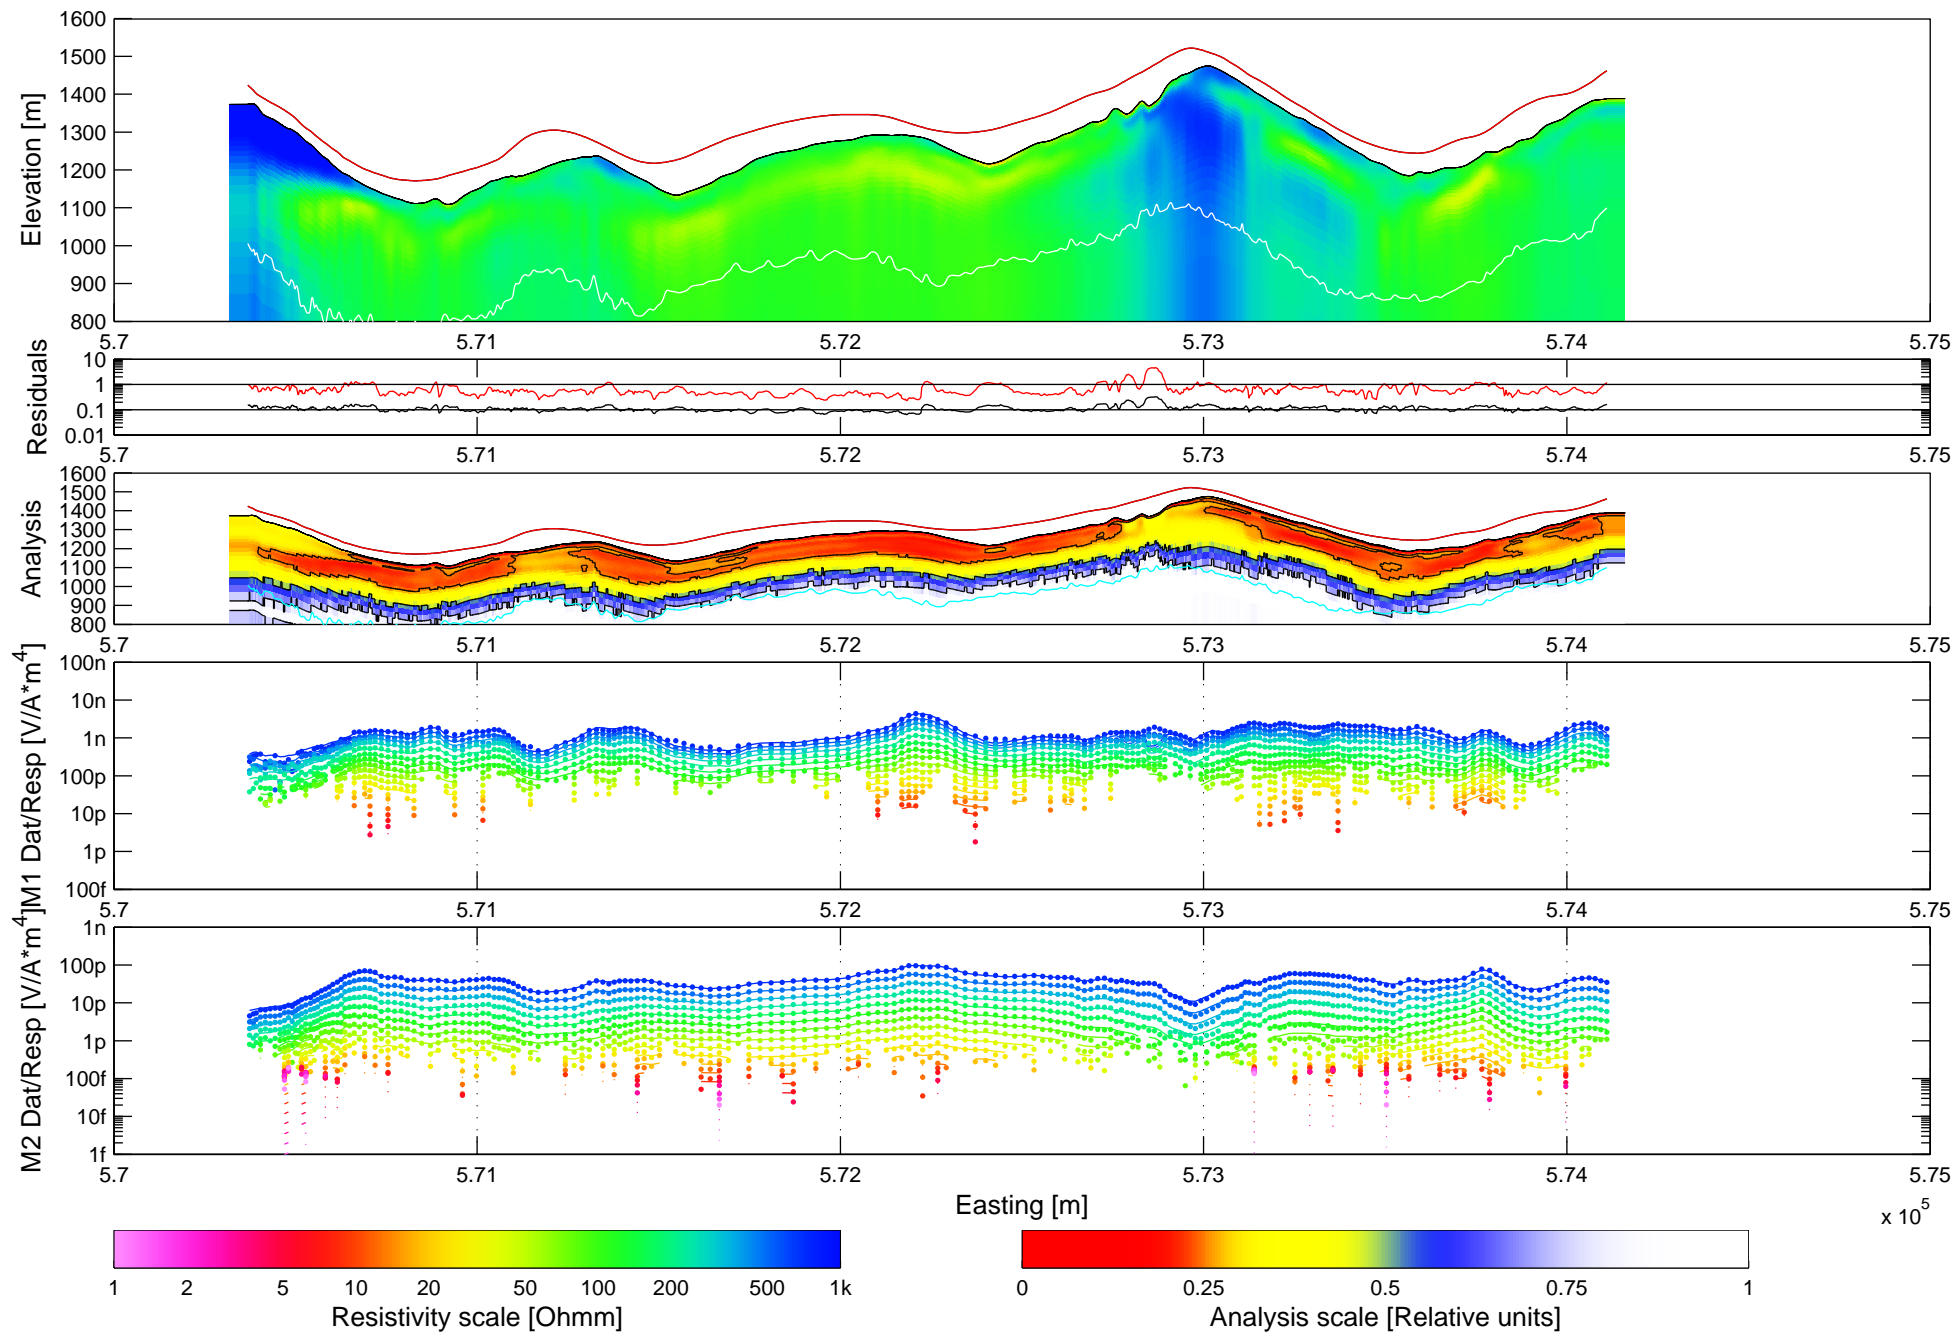 1600
1500
1400
1300
1200
1100
1000
900
800
Elevation [m]
5.7 5.71 5.72 5.73 5.74 5.75
10
1
0.1
0.01
Residuals
5.7 5.71 5.72 5.73 5.74 5.75
1600
1500
1400
1300
1200
1100
1000
900
800
Analysis
5.7 5.71 5.72 5.73 5.74 5.75
100n
10n
1n
100p
10p
1p
100f
M1 Dat/Resp [V/A*m^4]
5.7 5.71 5.72 5.73 5.74 5.75
1n
100p
10p
1p
100f
10f
1f
M2 Dat/Resp [V/A*m^4]
5.7 5.71 5.72 5.73 5.74 5.75
Easting [m]
x 10^5
1 2 5 10 20 50 100 200 500 1k
Resistivity scale [Ohmm]
0 0.25 0.5 0.75 1
Analysis scale [Relative units]